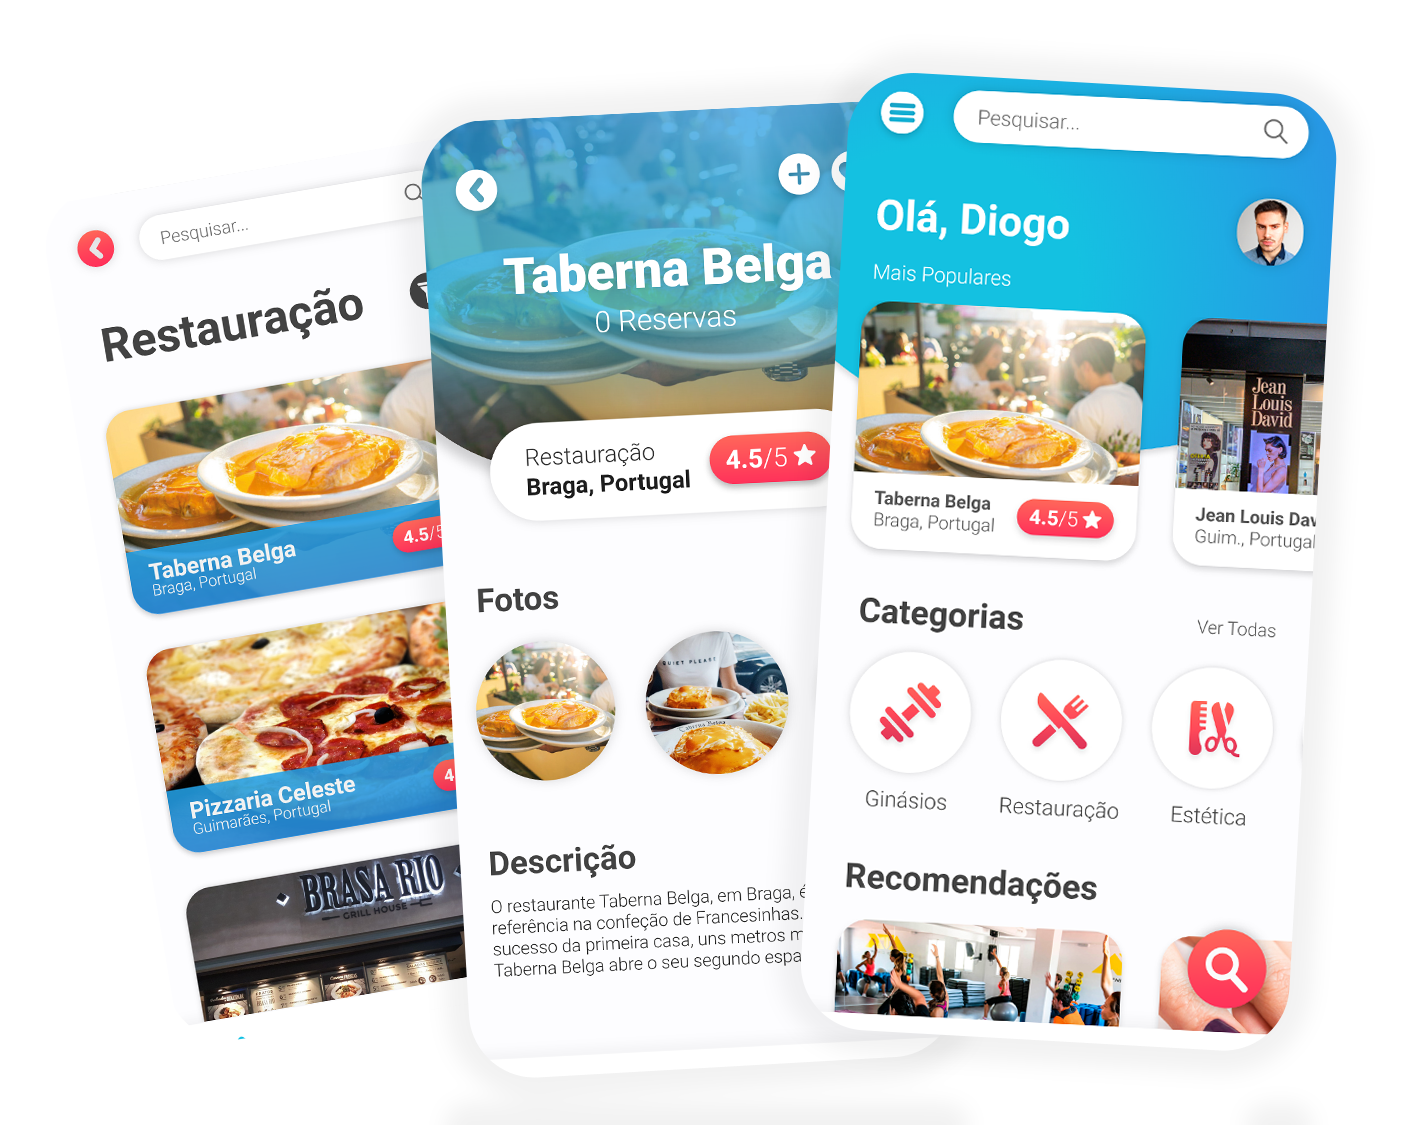 Pesquisar...
Restauração
Taberna Belga
Braga, Portugal
4.5/5
Pizzaria Celeste
Guimarães, Portugal
4
BRASA RIO
GRILL HOUSE
Taberna Belga
0 Reservas
Restauração
Braga, Portugal
4.5/5
Fotos
QUIET PLEASE
Taberna Belga
Descrição
O restaurante Taberna Belga, em Braga, é
referência na confeção de Francesinhas.
sucesso da primeira casa, uns metros m
Taberna Belga abre o seu segundo espa
Pesquisar...
Olá, Diogo
Mais Populares
Jean
Louis
David
Taberna Belga
Braga, Portugal
4.5/5
Jean Louis Dav
Guim., Portugal
Categorias
Ver Todas
Ginásios
Restauração
Estética
Recomendações